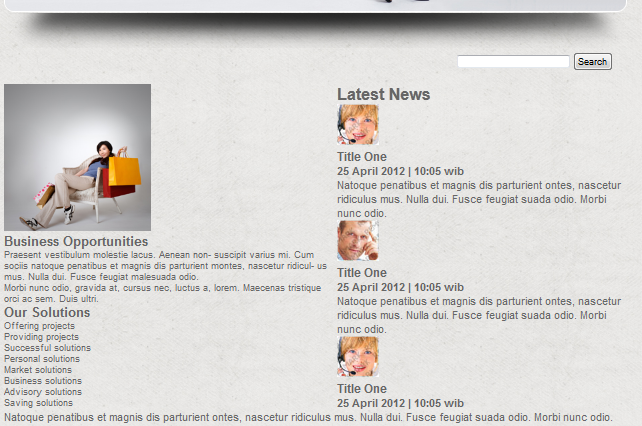 Search
Business Opportunities
Praesent vestibulum molestie lacus. Aenean non- suscipit varius mi. Cum
sociis natoque penatibus et magnis dis parturient montes, nascetur ridicul- us
mus. Nulla dui. Fusce feugiat malesuada odio.
Morbi nunc odio, gravida at, cursus nec, luctus a, lorem. Maecenas tristique
orci ac sem. Duis ultri.
Our Solutions
Offering projects
Providing projects
Successful solutions
Personal solutions
Market solutions
Business solutions
Advisory solutions
Saving solutions
Latest News
Title One
25 April 2012 | 10:05 wib
Natoque penatibus et magnis dis parturient ontes, nascetur
ridiculus mus. Nulla dui. Fusce feugiat suada odio. Morbi
nunc odio.
Title One
25 April 2012 | 10:05 wib
Natoque penatibus et magnis dis parturient ontes, nascetur
ridiculus mus. Nulla dui. Fusce feugiat suada odio. Morbi
nunc odio.
Title One
25 April 2012 | 10:05 wib
Natoque penatibus et magnis dis parturient ontes, nascetur ridiculus mus. Nulla dui. Fusce feugiat suada odio. Morbi nunc odio.